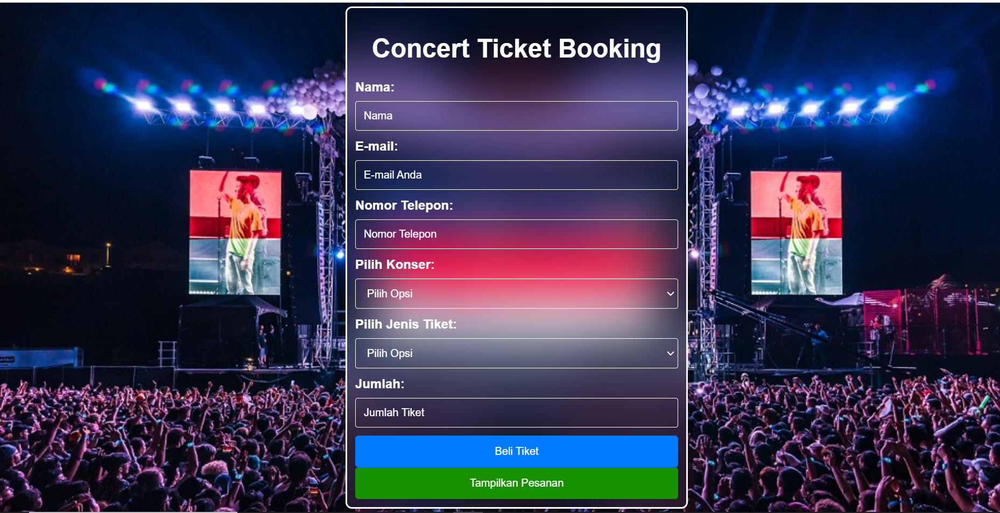 Concert Ticket Booking
Nama:
Nama
E-mail:
E-mail Anda
Nomor Telepon:
Nomor Telepon
Pilih Konser:
Pilih Opsi
Pilih Jenis Tiket:
Pilih Opsi
Jumlah:
Jumlah Tiket
Beli Tiket
Tampilkan Pesanan